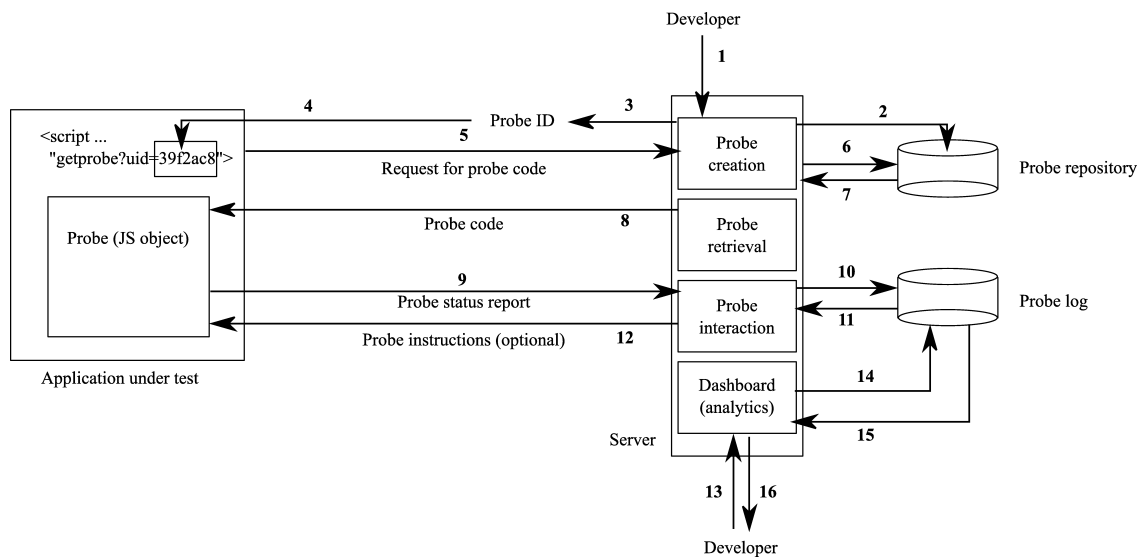 Developer
1
4
3
2
Probe ID
<script ...
"getprobe?uid=39f2ac8">
5
Request for probe code
Probe
creation
6
7
Probe repository
Probe (JS object)
Probe code
8
Probe
retrieval
9
Probe status report
Probe
interaction
10
11
Probe log
Probe instructions (optional)
12
Application under test
Dashboard
(analytics)
14
15
Server
13
16
Developer